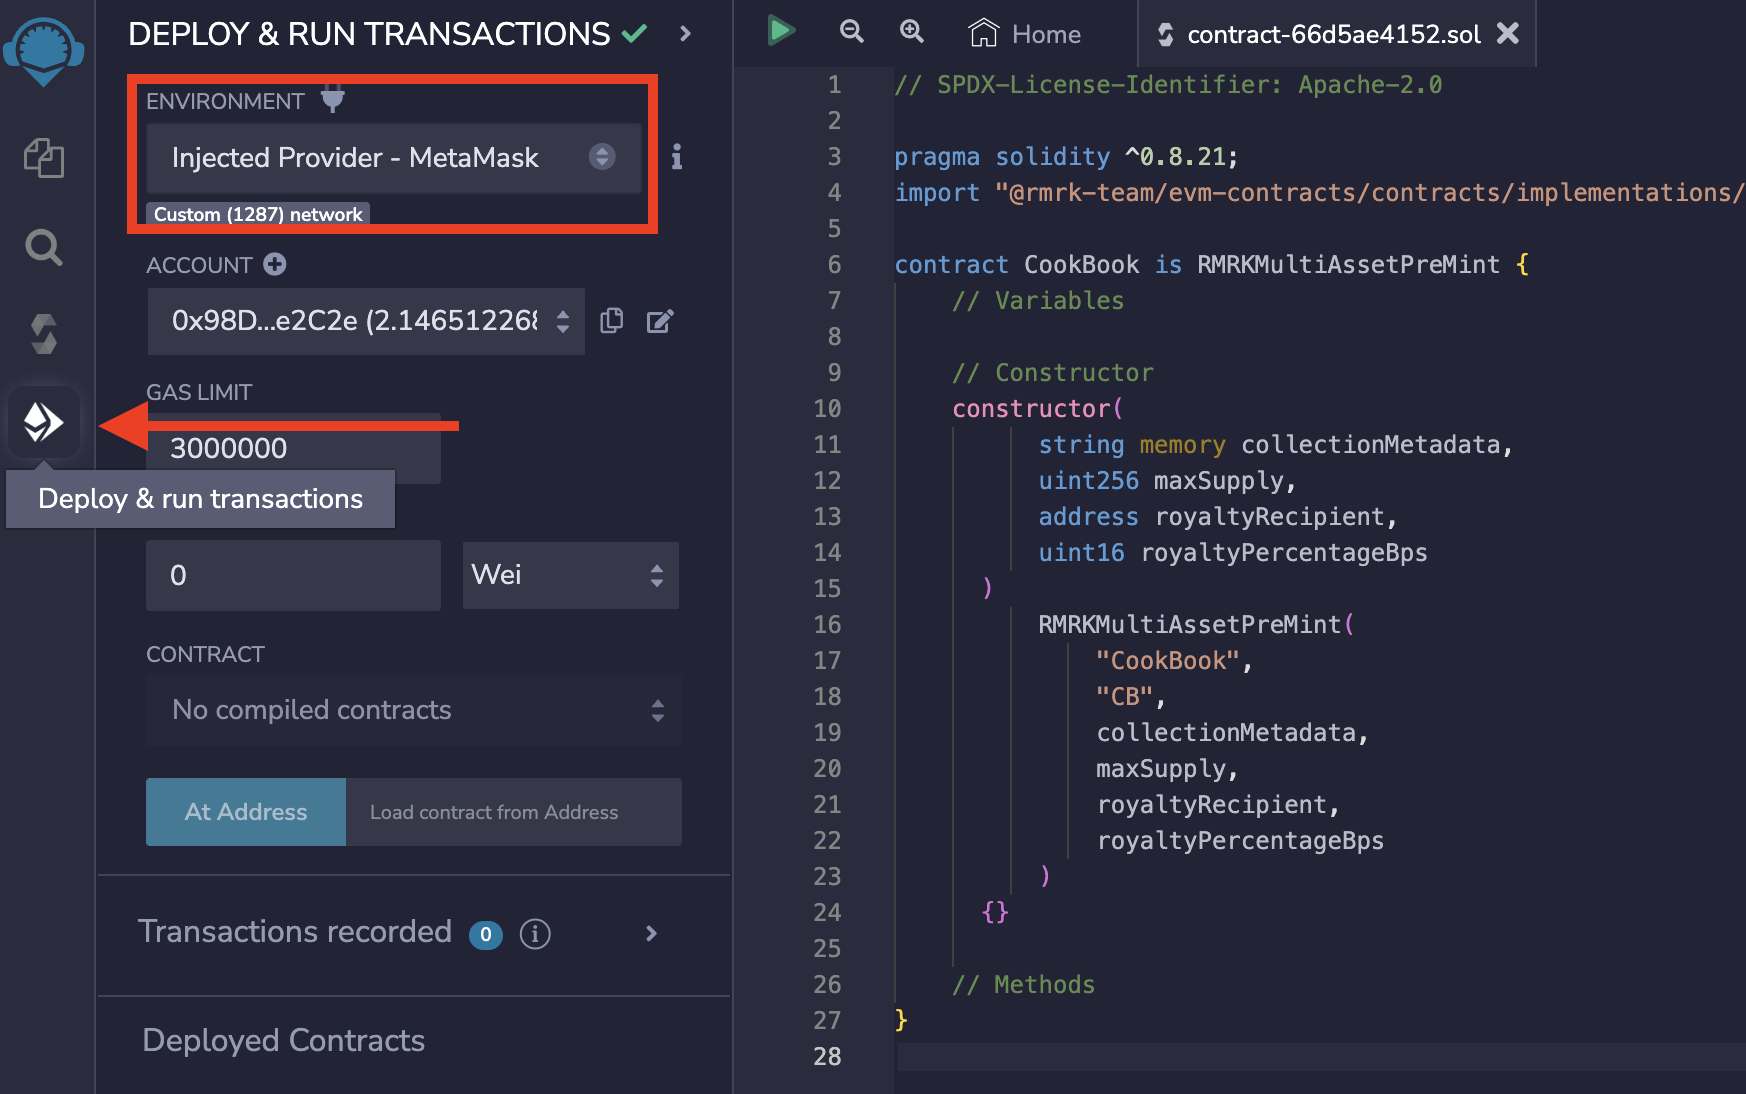 DEPLOY & RUN TRANSACTIONS
ENVIRONMENT
Injected Provider - MetaMask
Custom (1287) network
ACCOUNT
0x98D...e2C2e (2.146512268
GAS LIMIT
3000000
Deploy & run transactions
0
Wei
CONTRACT
No compiled contracts
At Address
Load contract from Address
Transactions recorded 0
Deployed Contracts
Home
contract-66d5ae4152.sol
1 // SPDX-License-Identifier: Apache-2.0
2
3 pragma solidity ^0.8.21;
4 import "@rmrk-team/evm-contracts/contracts/implementations/
5
6 contract CookBook is RMRKMultiAssetPreMint {
7 // Variables
8
9 // Constructor
10 constructor(
11 string memory collectionMetadata,
12 uint256 maxSupply,
13 address royaltyRecipient,
14 uint16 royaltyPercentageBps
15 )
16 RMRKMultiAssetPreMint(
17 "CookBook",
18 "CB",
19 collectionMetadata,
20 maxSupply,
21 royaltyRecipient,
22 royaltyPercentageBps
23 )
24 {}
25
26 // Methods
27 }
28